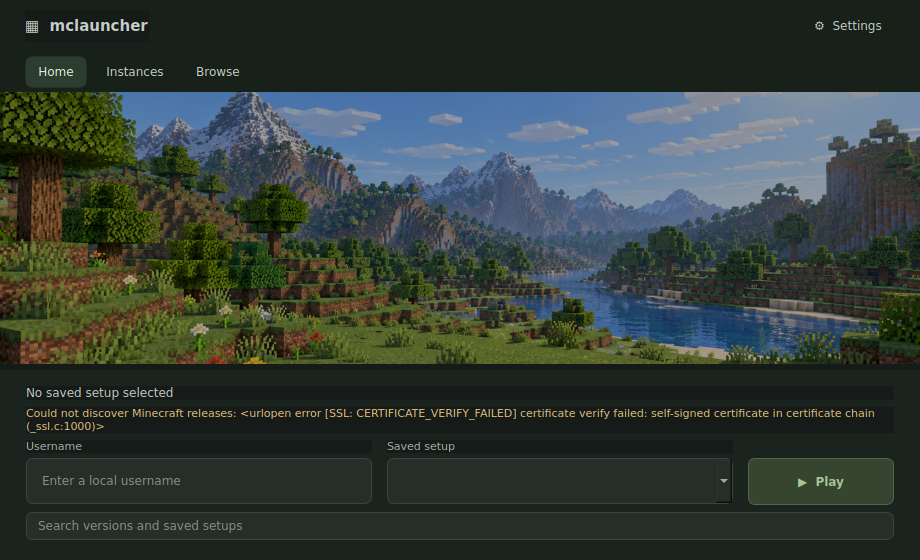 mclauncher
Settings
Home
Instances
Browse
No saved setup selected
Could not discover Minecraft releases: <urlopen error [SSL: CERTIFICATE_VERIFY_FAILED] certificate verify failed: self-signed certificate in certificate chain
(_ssl.c:1000)>
Username
Saved setup
Enter a local username
Play
Search versions and saved setups